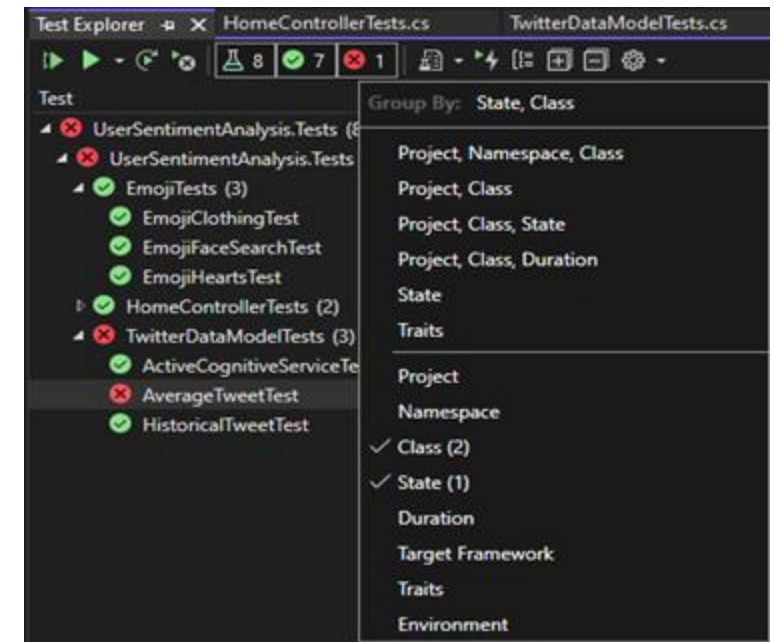 Test Explorer HomeControllerTests.cs TwitterDataModelTests.cs
8 7 1
Test
UserSentimentAnalysis.Tests (8
UserSentimentAnalysis.Tests
EmojiTests (3)
EmojiClothingTest
EmojiFaceSearchTest
EmojiHeartsTest
HomeControllerTests (2)
TwitterDataModelTests (3)
ActiveCognitiveServiceTe
AverageTweetTest
HistoricalTweetTest
Group By: State, Class
Project, Namespace, Class
Project, Class
Project, Class, State
Project, Class, Duration
State
Traits
Project
Namespace
Class (2)
State (1)
Duration
Target Framework
Traits
Environment